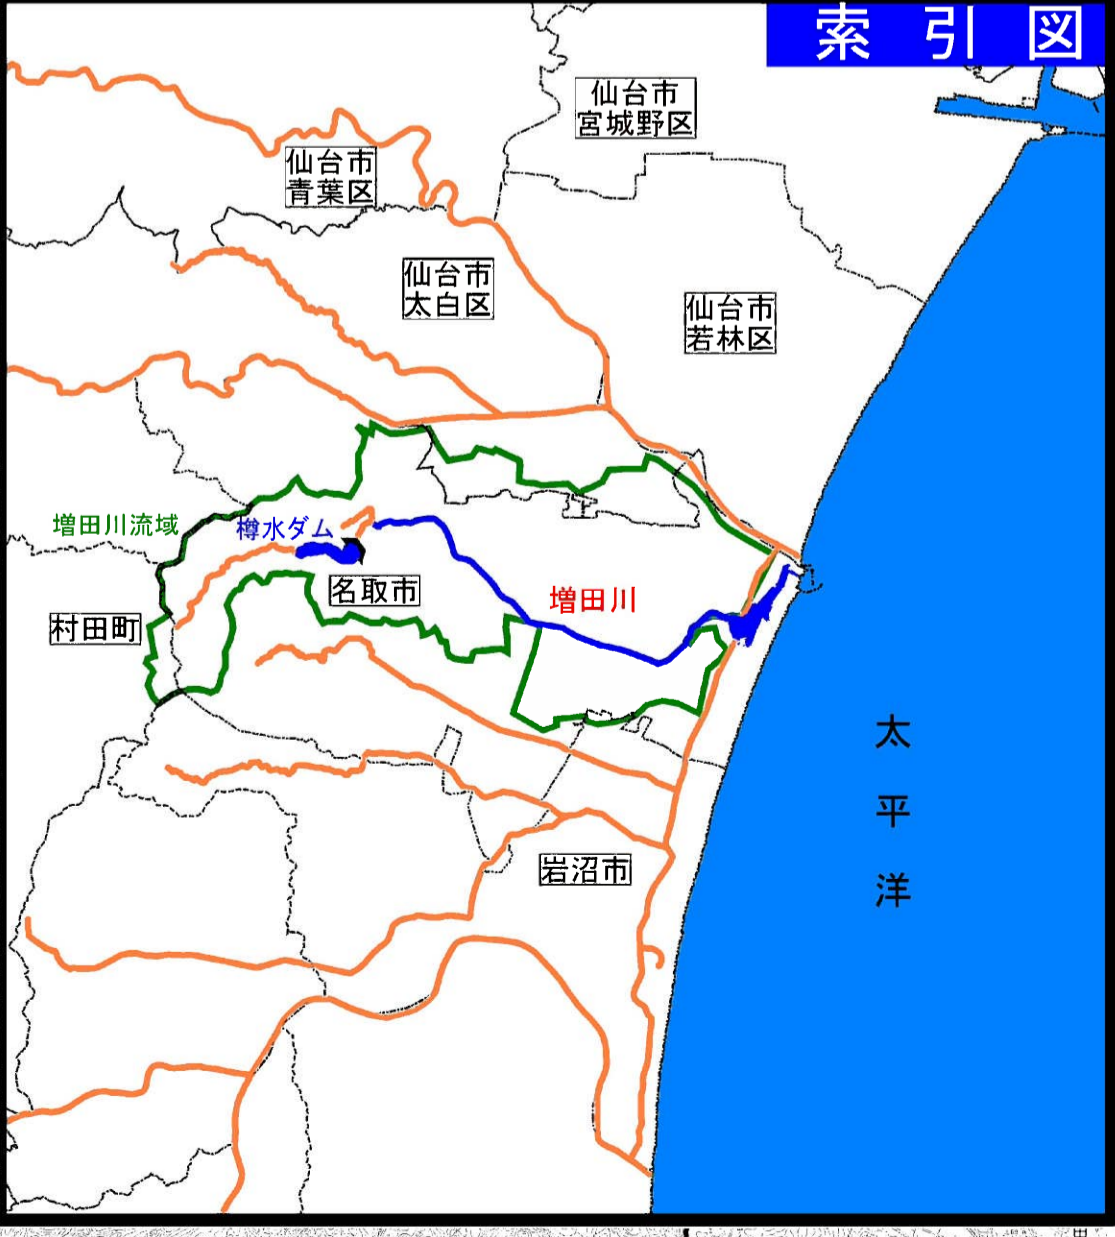 索引図
仙台市
宮城野区
仙台市
青葉区
仙台市
太白区
仙台市
若林区
増田川流域
樽水ダム
名取市
増田川
村田町
太平洋
岩沼市